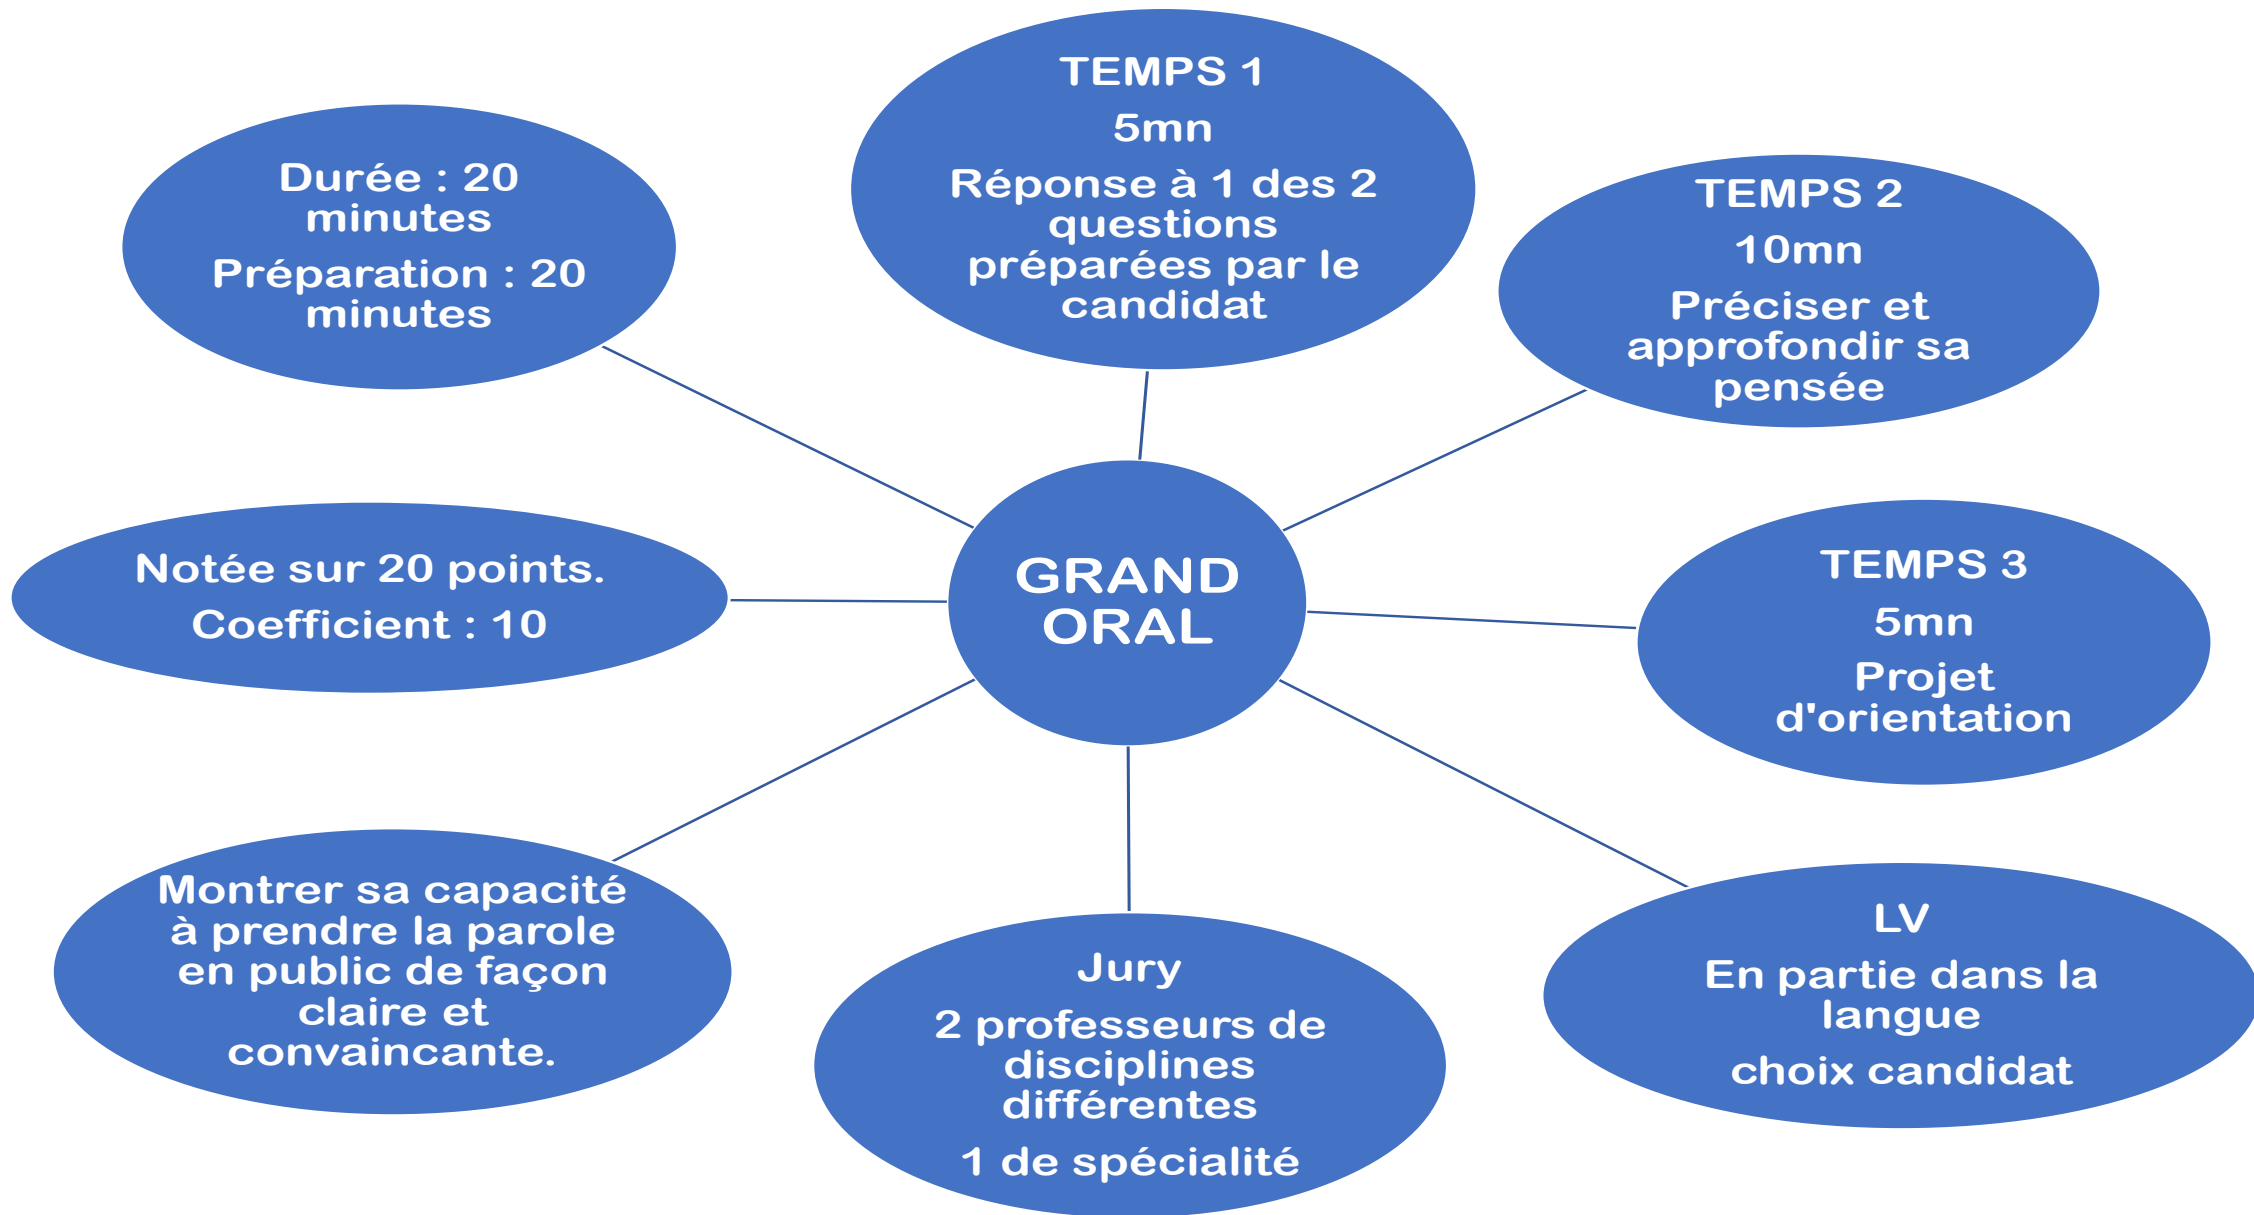 TEMPS 1
5mn
Réponse à 1 des 2
questions
préparées par le
candidat
TEMPS 2
10mn
Préciser et
approfondir sa
pensée
TEMPS 3
5mn
Projet
d'orientation
LV
En partie dans la
langue
choix candidat
Jury
2 professeurs de
disciplines
différentes
1 de spécialité
Montrer sa capacité
à prendre la parole
en public de façon
claire et
convaincante.
Notée sur 20 points.
Coefficient : 10
Durée : 20
minutes
Préparation : 20
minutes
GRAND
ORAL